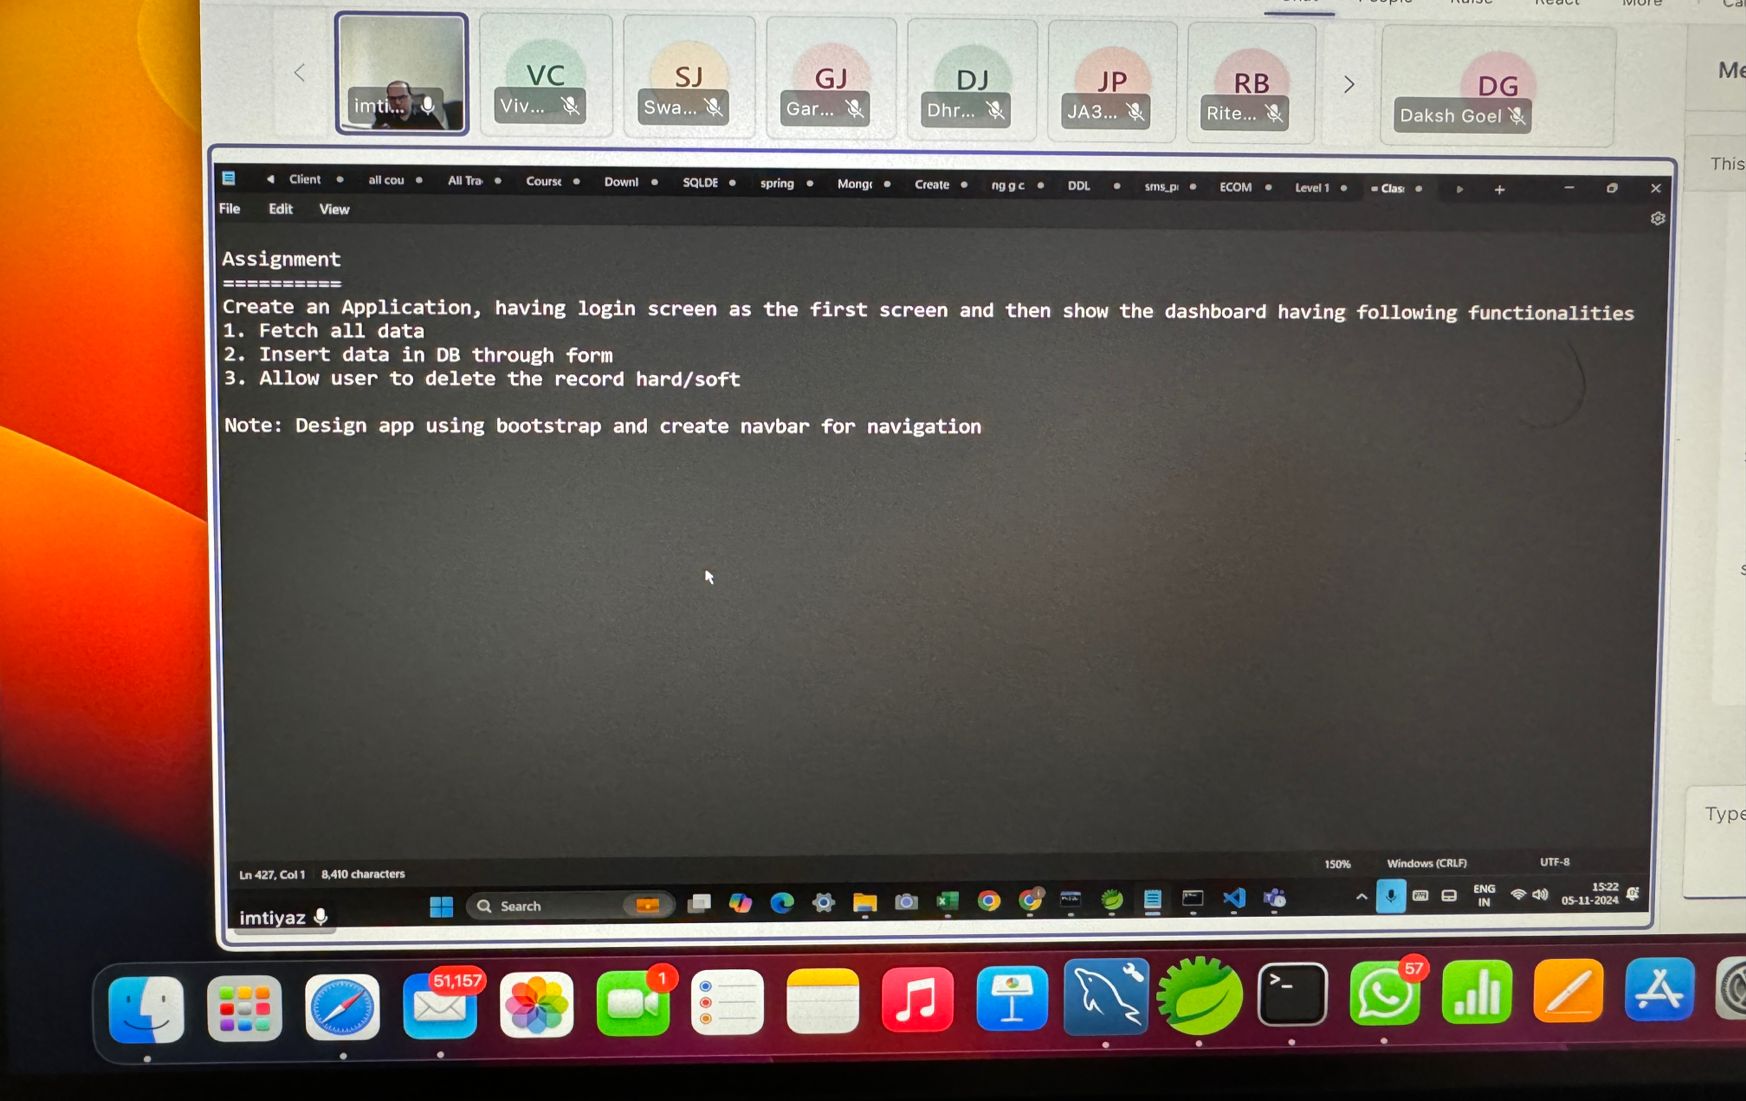 People Raise React More
VC SJ GJ DJ JP RB DG
imti... Viv... Swa... Gar... Dhr... JA3... Rite... Daksh Goel
Me
This
Client all cou All Tra Course Downl SQLDE spring Mong Create ng g c DDL sms_p ECOM Level 1 Clas
File Edit View
Assignment
==========
Create an Application, having login screen as the first screen and then show the dashboard having following functionalities
1. Fetch all data
2. Insert data in DB through form
3. Allow user to delete the record hard/soft
Note: Design app using bootstrap and create navbar for navigation
Type
Ln 427, Col 1 8,410 characters 150% Windows (CRLF) UTF-8
imtiyaz
Search
ENG
IN
15:22
05-11-2024
51,157 1 57